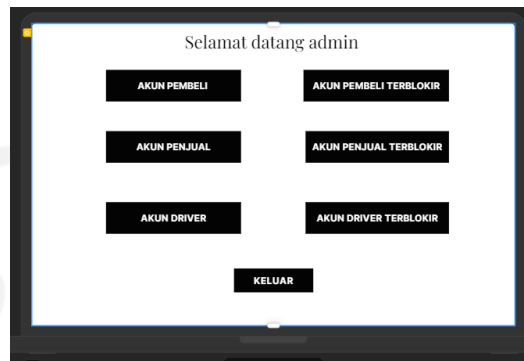 Selamat datang admin
AKUN PEMBELI
AKUN PEMBELI TERBLOKIR
AKUN PENJUAL
AKUN PENJUAL TERBLOKIR
AKUN DRIVER
AKUN DRIVER TERBLOKIR
KELUAR